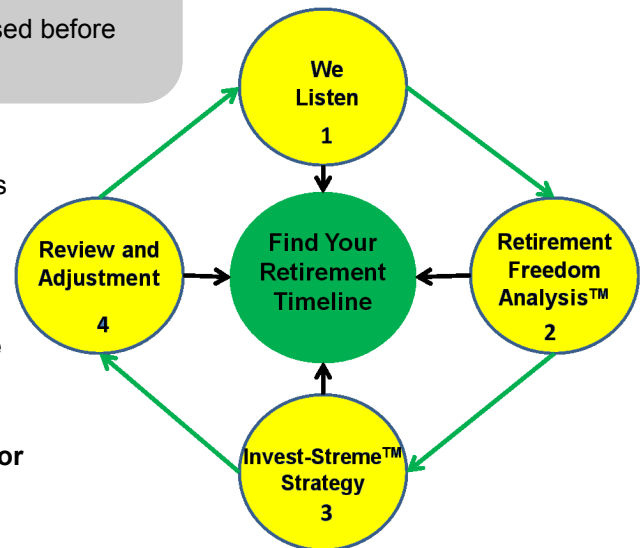 sed before
We
Listen
1
s
Find Your
Retirement
Timeline
Retirement
Freedom
Analysis™
2
Review and
Adjustment
4
e
or
Invest-Streme™
Strategy
3